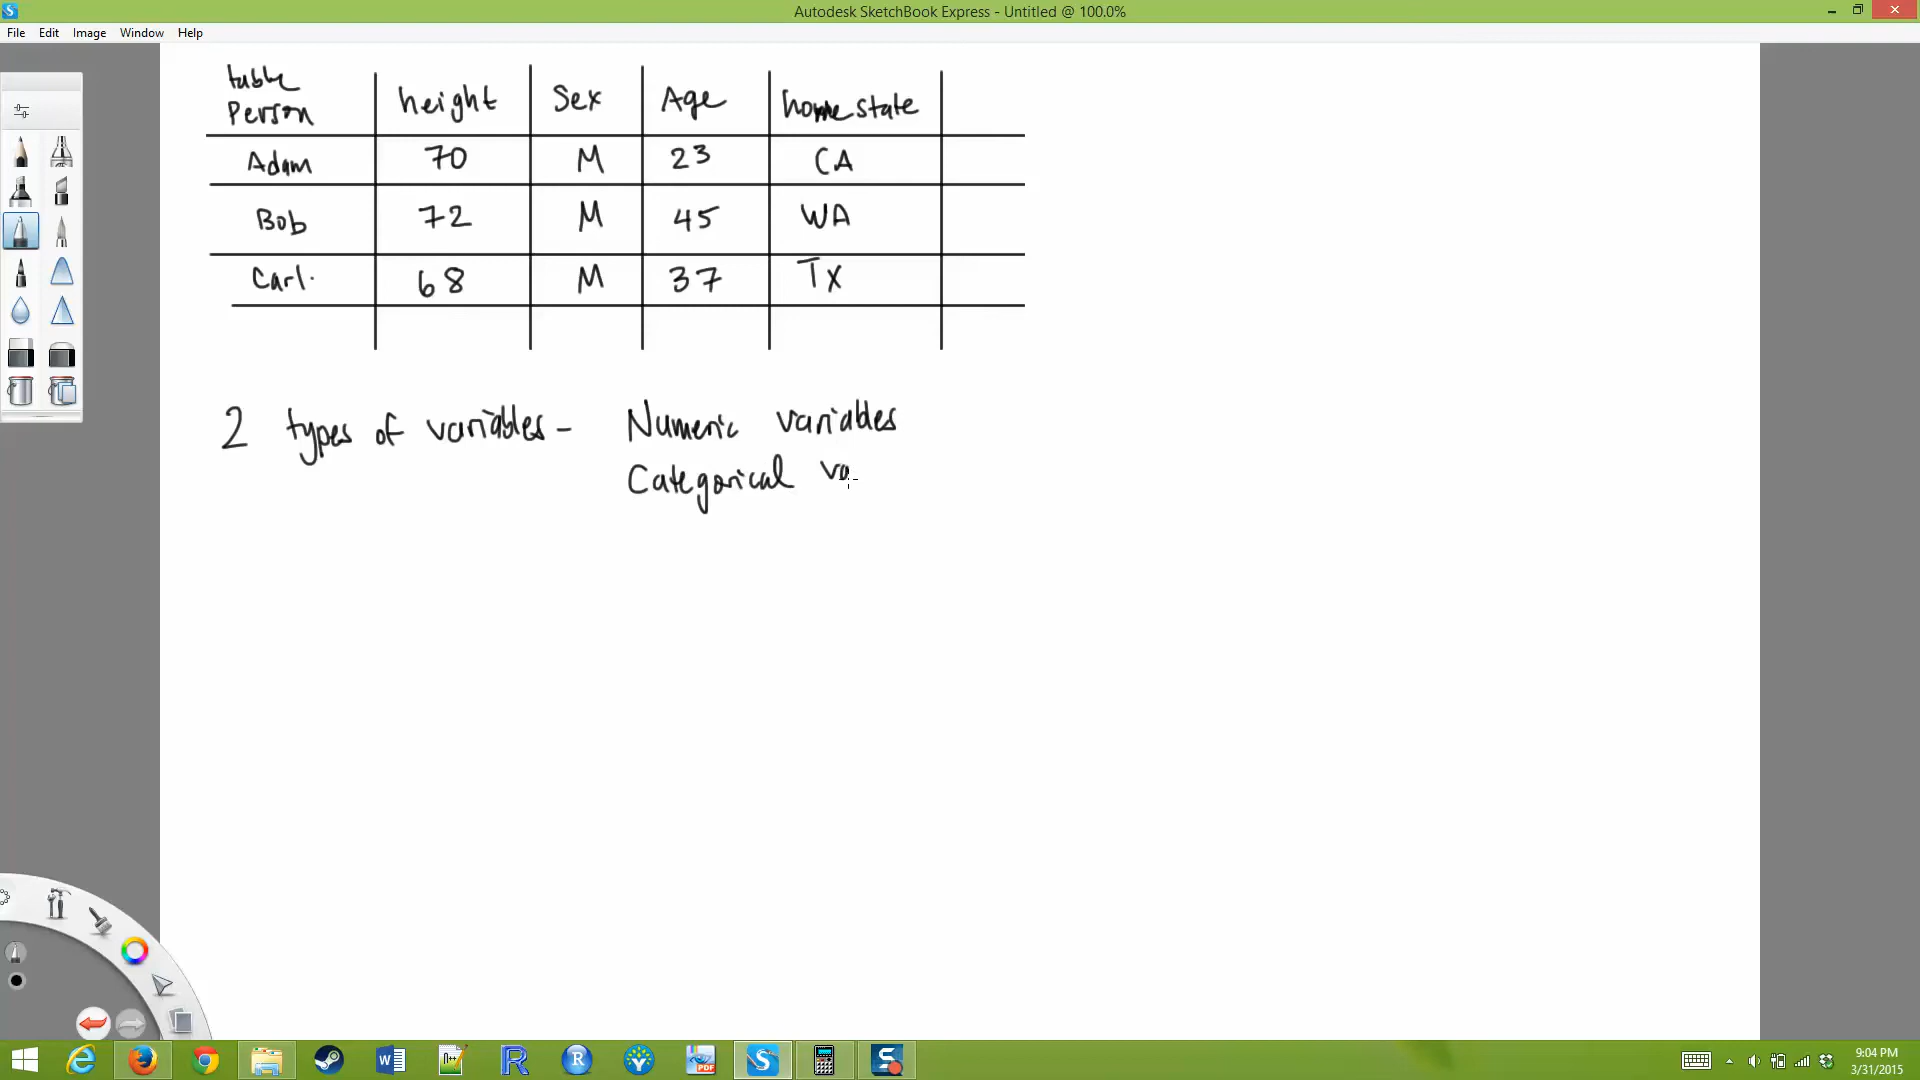 Autodesk SketchBook Express - Untitled @ 100.0%
File Edit Image Window Help
table
Person height Sex Age homestate
Adam 70 M 23 CA
Bob 72 M 45 WA
Carl. 68 M 37 TX
2 types of variables - Numeric variables
Categorical va
9:04 PM
3/31/2015